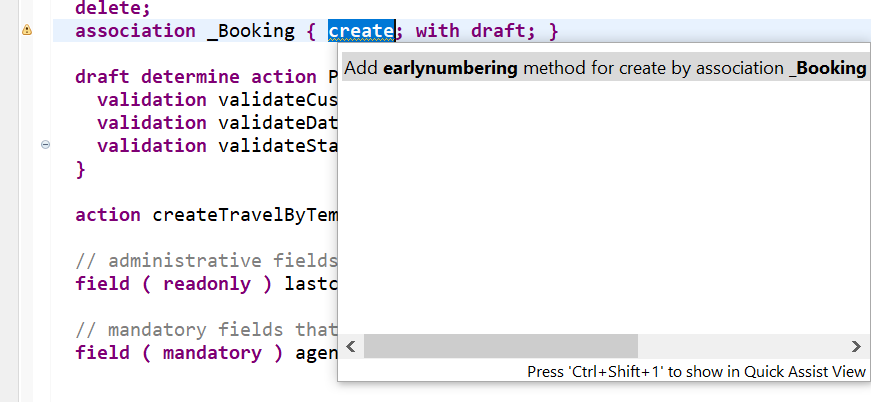 delete;
association _Booking { create; with draft; }
Add earlynumbering method for create by association _Booking
draft determine action P
validation validateCus
validation validateDat
validation validateSta
}
action createTravelByTem
// administrative fields
field ( readonly ) lastc
// mandatory fields that
field ( mandatory ) agen
Press 'Ctrl+Shift+1' to show in Quick Assist View